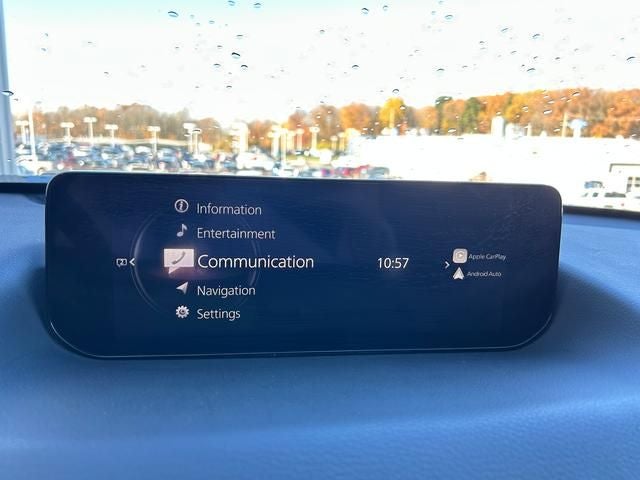 Information
Entertainment
Communication
10:57
Apple CarPlay
Android Auto
Navigation
Settings